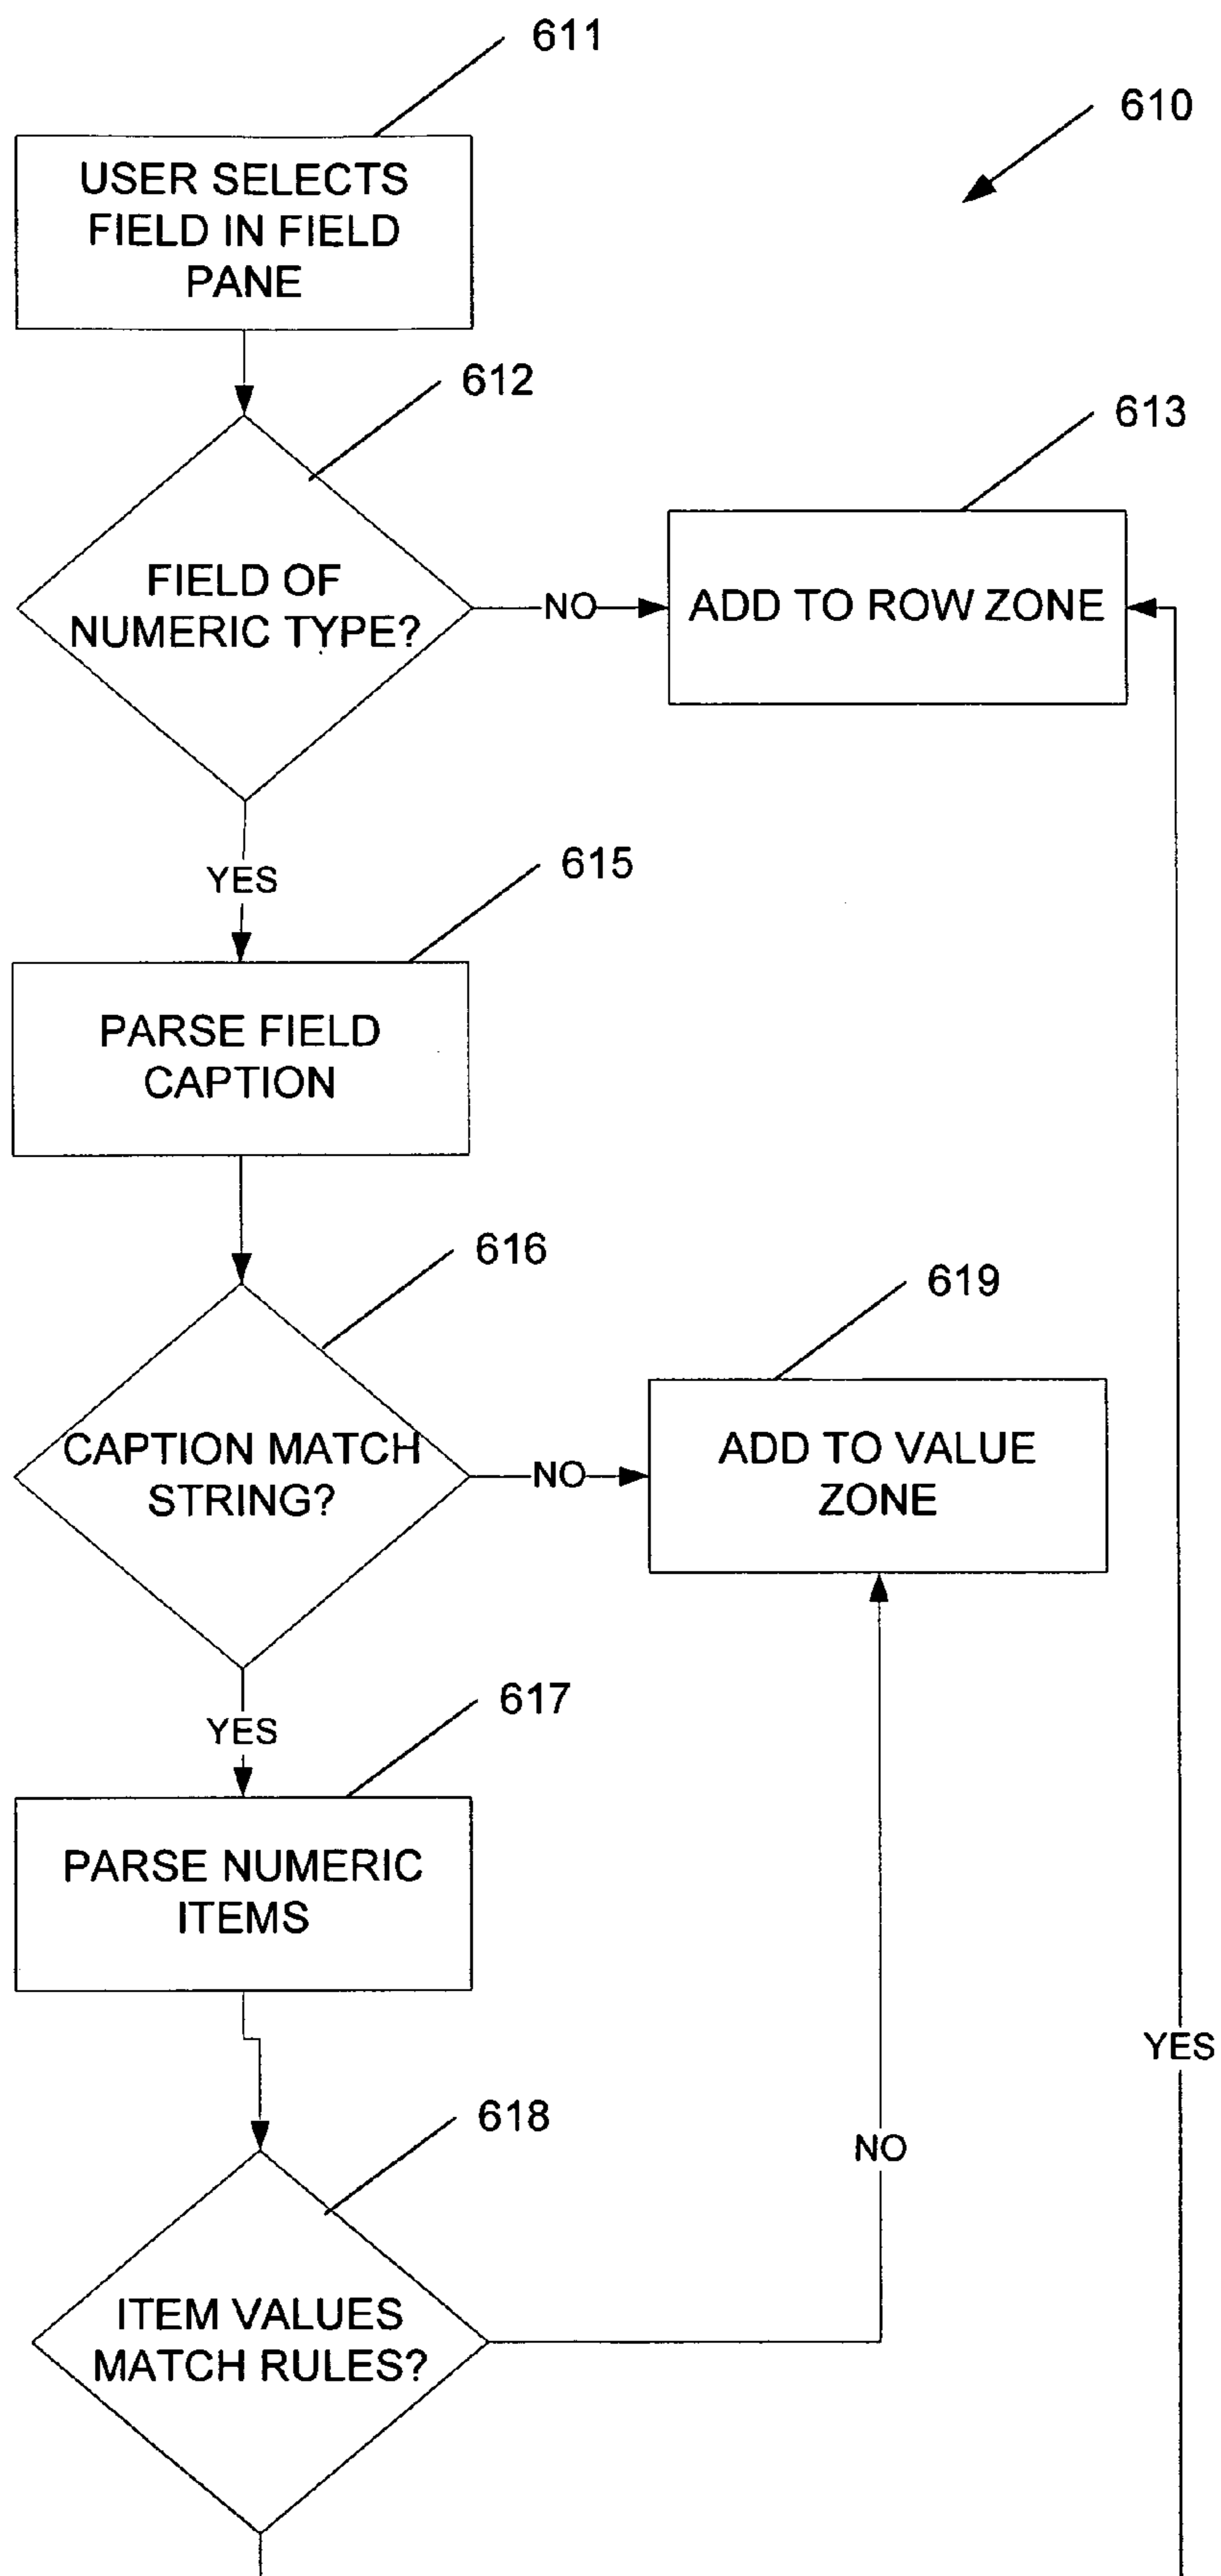 611
610
USER SELECTS
FIELD IN FIELD
PANE
612
613
FIELD OF
NUMERIC TYPE?
NO
ADD TO ROW ZONE
YES
615
PARSE FIELD
CAPTION
616
619
CAPTION MATCH
STRING?
NO
ADD TO VALUE
ZONE
YES
617
PARSE NUMERIC
ITEMS
YES
618
NO
ITEM VALUES
MATCH RULES?